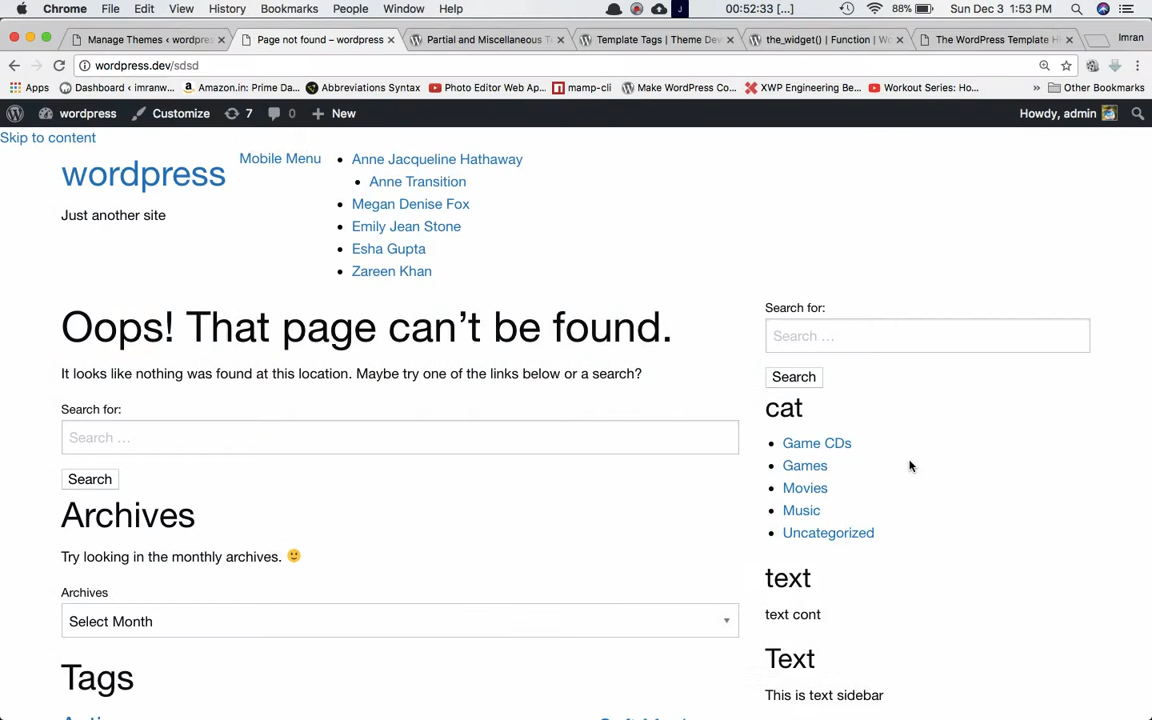 Chrome File Edit View History Bookmarks People Window Help 00:52:33 [...] 88% Sun Dec 3 1:53 PM
Manage Themes ‹ wordpres Page not found – wordpress Partial and Miscellaneous T Template Tags | Theme Dev the_widget() | Function | Wo The WordPress Template H Imran
wordpress.dev/sdsd
Apps Dashboard ‹ imranw... Amazon.in: Prime Da... Abbreviations Syntax Photo Editor Web Ap... mamp-cli Make WordPress Co... XWP Engineering Be... Workout Series: Ho... » Other Bookmarks
wordpress Customize 7 0 New Howdy, admin
Skip to content
wordpress
Just another site
Mobile Menu
Anne Jacqueline Hathaway
Anne Transition
Megan Denise Fox
Emily Jean Stone
Esha Gupta
Zareen Khan
Oops! That page can’t be found.
It looks like nothing was found at this location. Maybe try one of the links below or a search?
Search for:
Search …
Search
Archives
Try looking in the monthly archives. 🙂
Archives
Select Month
Tags
Search for:
Search …
Search
cat
Game CDs
Games
Movies
Music
Uncategorized
text
text cont
Text
This is text sidebar